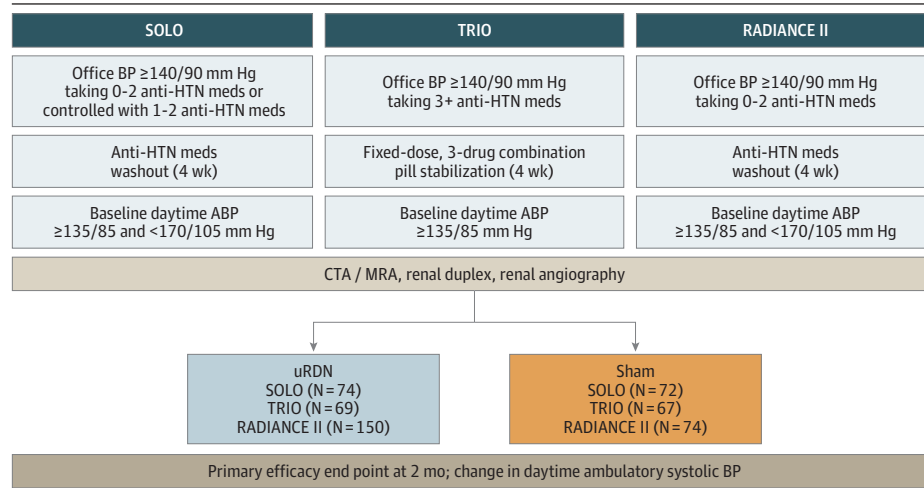 SOLO
TRIO
RADIANCE II
Office BP ≥140/90 mm Hg
taking 0-2 anti-HTN meds or
controlled with 1-2 anti-HTN meds
Office BP ≥140/90 mm Hg
taking 3+ anti-HTN meds
Office BP ≥140/90 mm Hg
taking 0-2 anti-HTN meds
Anti-HTN meds
washout (4 wk)
Fixed-dose, 3-drug combination
pill stabilization (4 wk)
Anti-HTN meds
washout (4 wk)
Baseline daytime ABP
≥135/85 and <170/105 mm Hg
Baseline daytime ABP
≥135/85 mm Hg
Baseline daytime ABP
≥135/85 and <170/105 mm Hg
CTA / MRA, renal duplex, renal angiography
uRDN
SOLO (N = 74)
TRIO (N = 69)
RADIANCE II (N = 150)
Sham
SOLO (N = 72)
TRIO (N = 67)
RADIANCE II (N = 74)
Primary efficacy end point at 2 mo; change in daytime ambulatory systolic BP